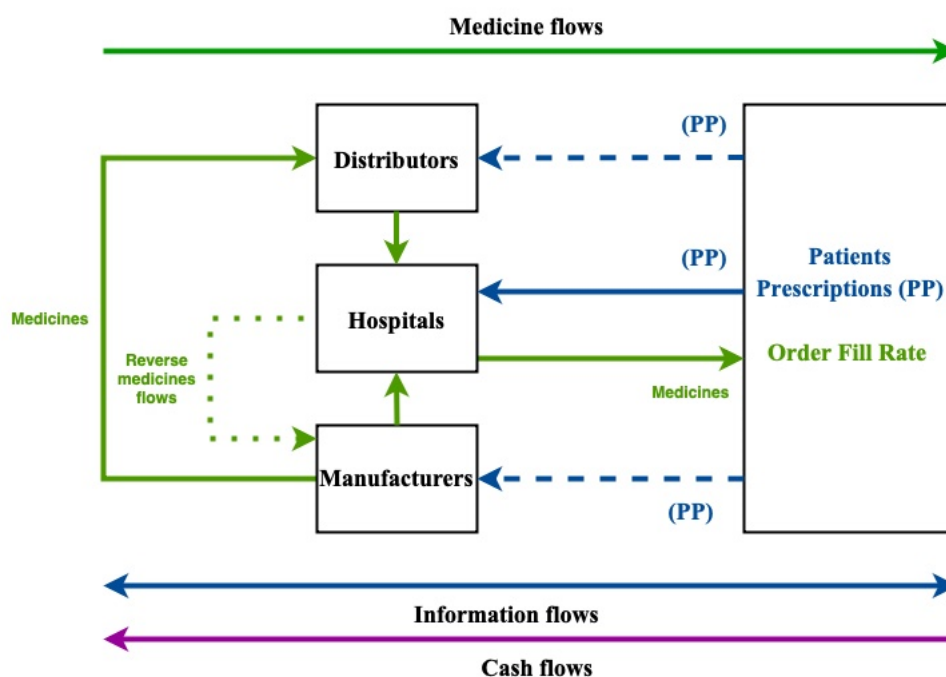 Medicine flows
(PP)
Distributors
(PP)
Patients
Prescriptions (PP)
Medicines
Hospitals
Order Fill Rate
Reverse
medicines
flows
Medicines
Manufacturers
(PP)
Information flows
Cash flows